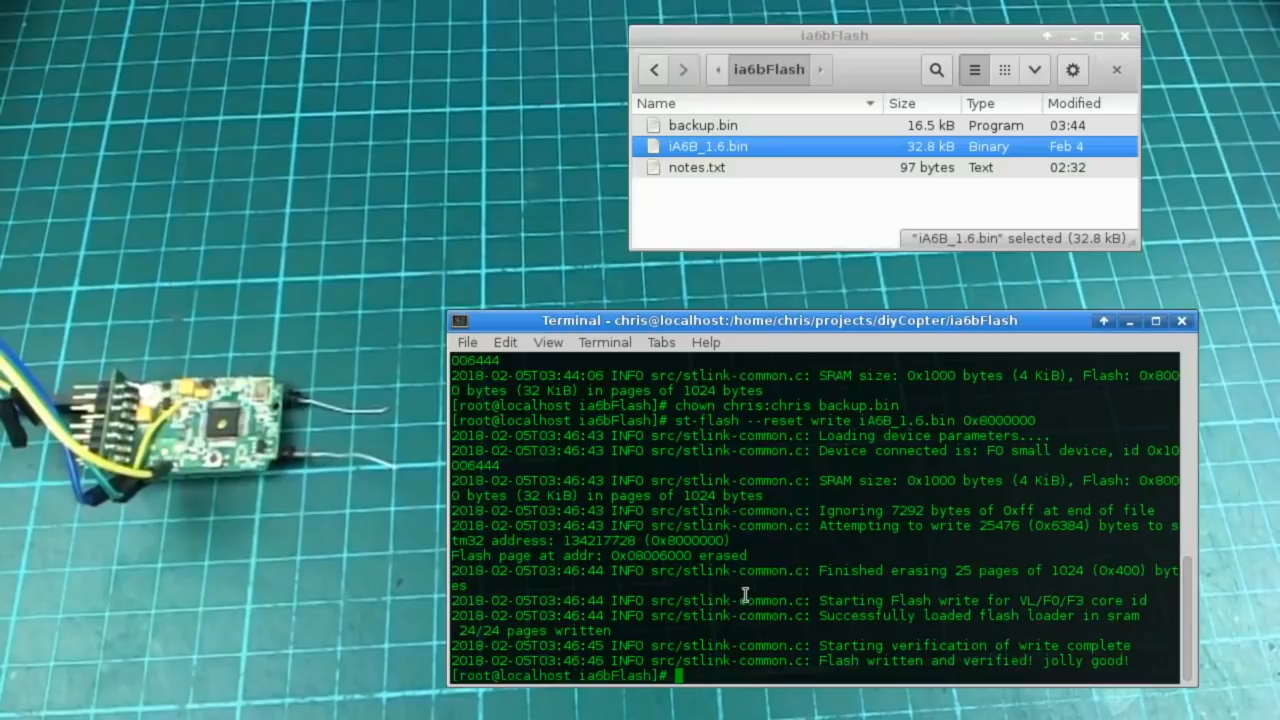 ia6bFlash
ia6bFlash
Name Size Type Modified
backup.bin 16.5 kB Program 03:44
iA6B_1.6.bin 32.8 kB Binary Feb 4
notes.txt 97 bytes Text 02:32
"iA6B_1.6.bin" selected (32.8 kB)
Terminal - chris@localhost:/home/chris/projects/diyCopter/ia6bFlash
File Edit View Terminal Tabs Help
006444
2018-02-05T03:44:06 INFO src/stlink-common.c: SRAM size: 0x1000 bytes (4 KiB), Flash: 0x800
0 bytes (32 KiB) in pages of 1024 bytes
[root@localhost ia6bFlash]# chown chris:chris backup.bin
[root@localhost ia6bFlash]# st-flash --reset write iA6B_1.6.bin 0x8000000
2018-02-05T03:46:43 INFO src/stlink-common.c: Loading device parameters....
2018-02-05T03:46:43 INFO src/stlink-common.c: Device connected is: F0 small device, id 0x10
006444
2018-02-05T03:46:43 INFO src/stlink-common.c: SRAM size: 0x1000 bytes (4 KiB), Flash: 0x800
0 bytes (32 KiB) in pages of 1024 bytes
2018-02-05T03:46:43 INFO src/stlink-common.c: Ignoring 7292 bytes of 0xff at end of file
2018-02-05T03:46:43 INFO src/stlink-common.c: Attempting to write 25476 (0x6384) bytes to s
tm32 address: 134217728 (0x8000000)
Flash page at addr: 0x08006000 erased
2018-02-05T03:46:44 INFO src/stlink-common.c: Finished erasing 25 pages of 1024 (0x400) byt
es
2018-02-05T03:46:44 INFO src/stlink-common.c: Starting Flash write for VL/F0/F3 core id
2018-02-05T03:46:44 INFO src/stlink-common.c: Successfully loaded flash loader in sram
24/24 pages written
2018-02-05T03:46:45 INFO src/stlink-common.c: Starting verification of write complete
2018-02-05T03:46:46 INFO src/stlink-common.c: Flash written and verified! jolly good!
[root@localhost ia6bFlash]#